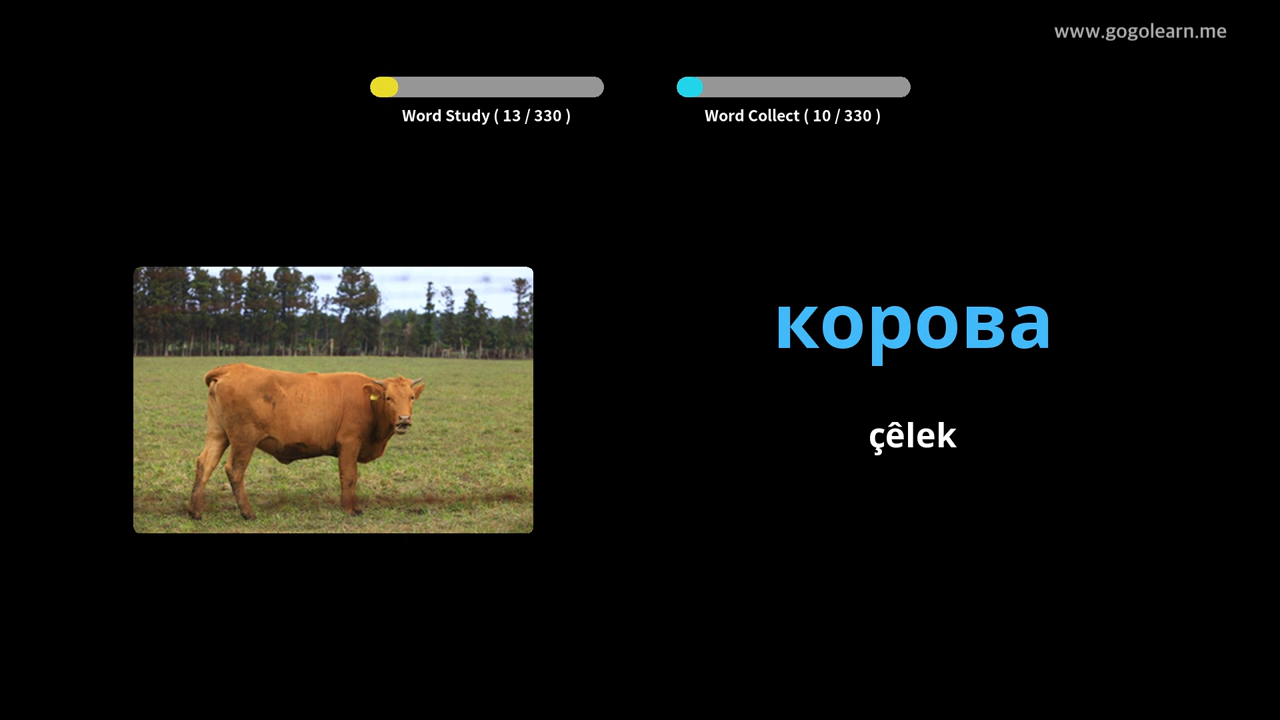 www.gogolearn.me
Word Study ( 13 / 330 )
Word Collect ( 10 / 330 )
корова
çêlek